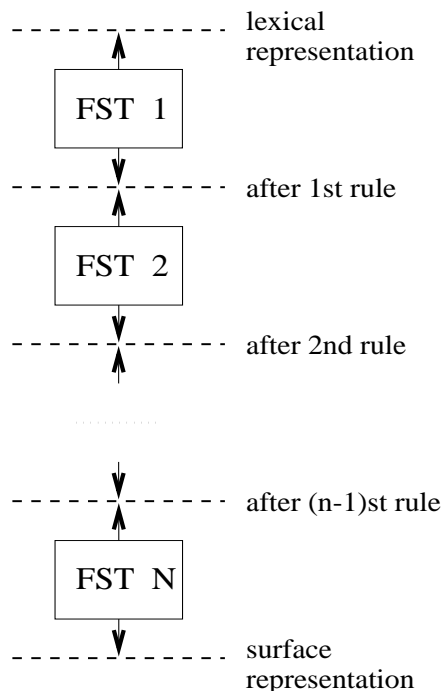 lexical
representation
FST 1
after 1st rule
FST 2
after 2nd rule
after (n-1)st rule
FST N
surface
representation